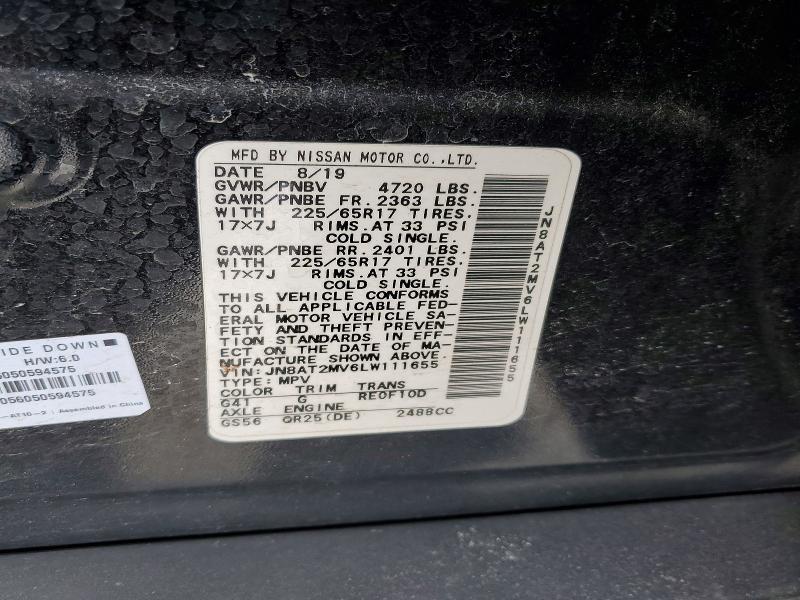 MFD BY NISSAN MOTOR CO.,LTD.
DATE 8/19
GVWR/PNBV 4720 LBS.
GAWR/PNBE FR. 2363 LBS.
WITH 225/65R17 TIRES.
17×7J RIMS.AT 33 PSI
COLD SINGLE.
GAWR/PNBE RR. 2401 LBS.
WITH 225/65R17 TIRES.
17×7J RIMS.AT 33 PSI
COLD SINGLE.
THIS VEHICLE CONFORMS
TO ALL APPLICABLE FED-
ERAL MOTOR VEHICLE SA-
FETY AND THEFT PREVEN-
TION STANDARDS IN EFF-
ECT ON THE DATE OF MA-
NUFACTURE SHOWN ABOVE.
VIN: JN8AT2MV6LW111655
TYPE: MPV
COLOR TRIM TRANS
G41 G RE0F10D
AXLE ENGINE
GS56 QR25(DE) 2488CC
JN8AT2MV6LW111655
IDE DOWN
H/W:6.0
6050594575
056050594575
-AT16-2 | Assembled in China